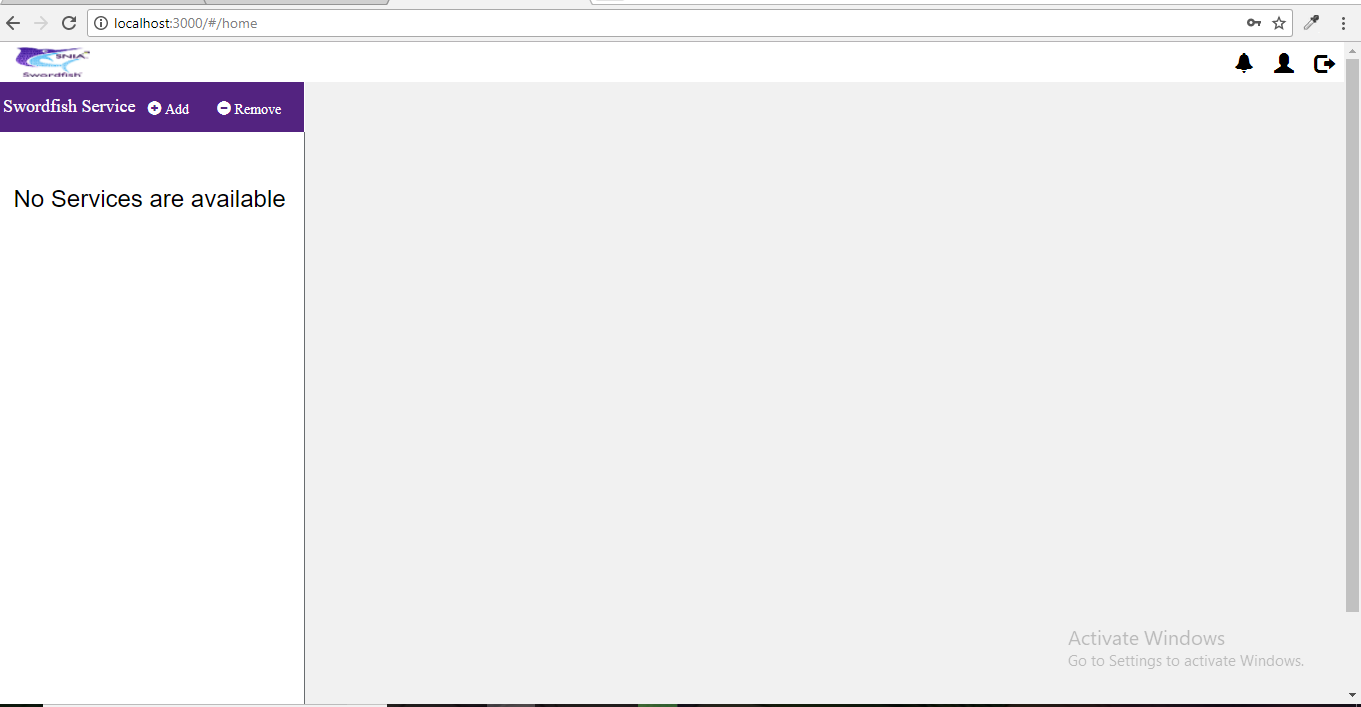 localhost:3000/#/home
SNIA
Swordfish
Swordfish Service Add Remove
No Services are available
Activate Windows
Go to Settings to activate Windows.